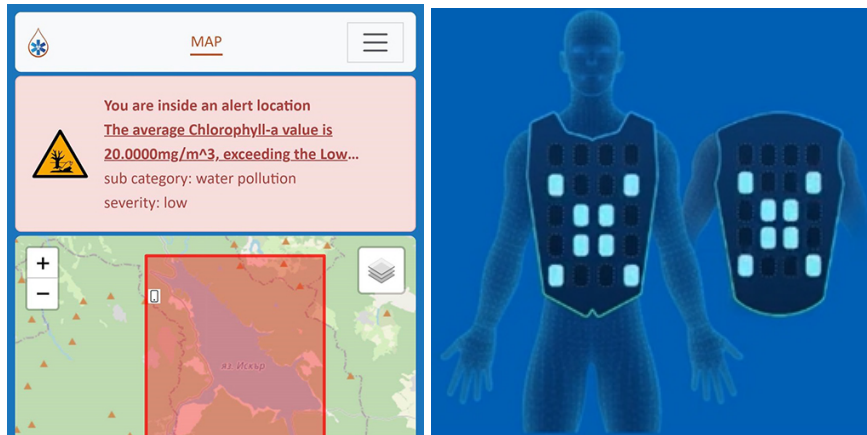 MAP
You are inside an alert location
The average Chlorophyll-a value is
20.0000mg/m^3, exceeding the Low...
sub category: water pollution
severity: low
+
−
яз. Искър